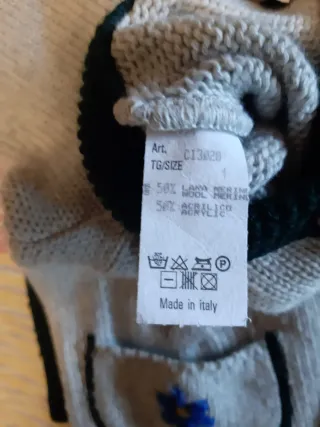 Art. CI3020
TG/SIZE 1
50% LANA MERINO
WOOL MERINO
50% ACRILICO
ACRYLIC
P
Made in italy